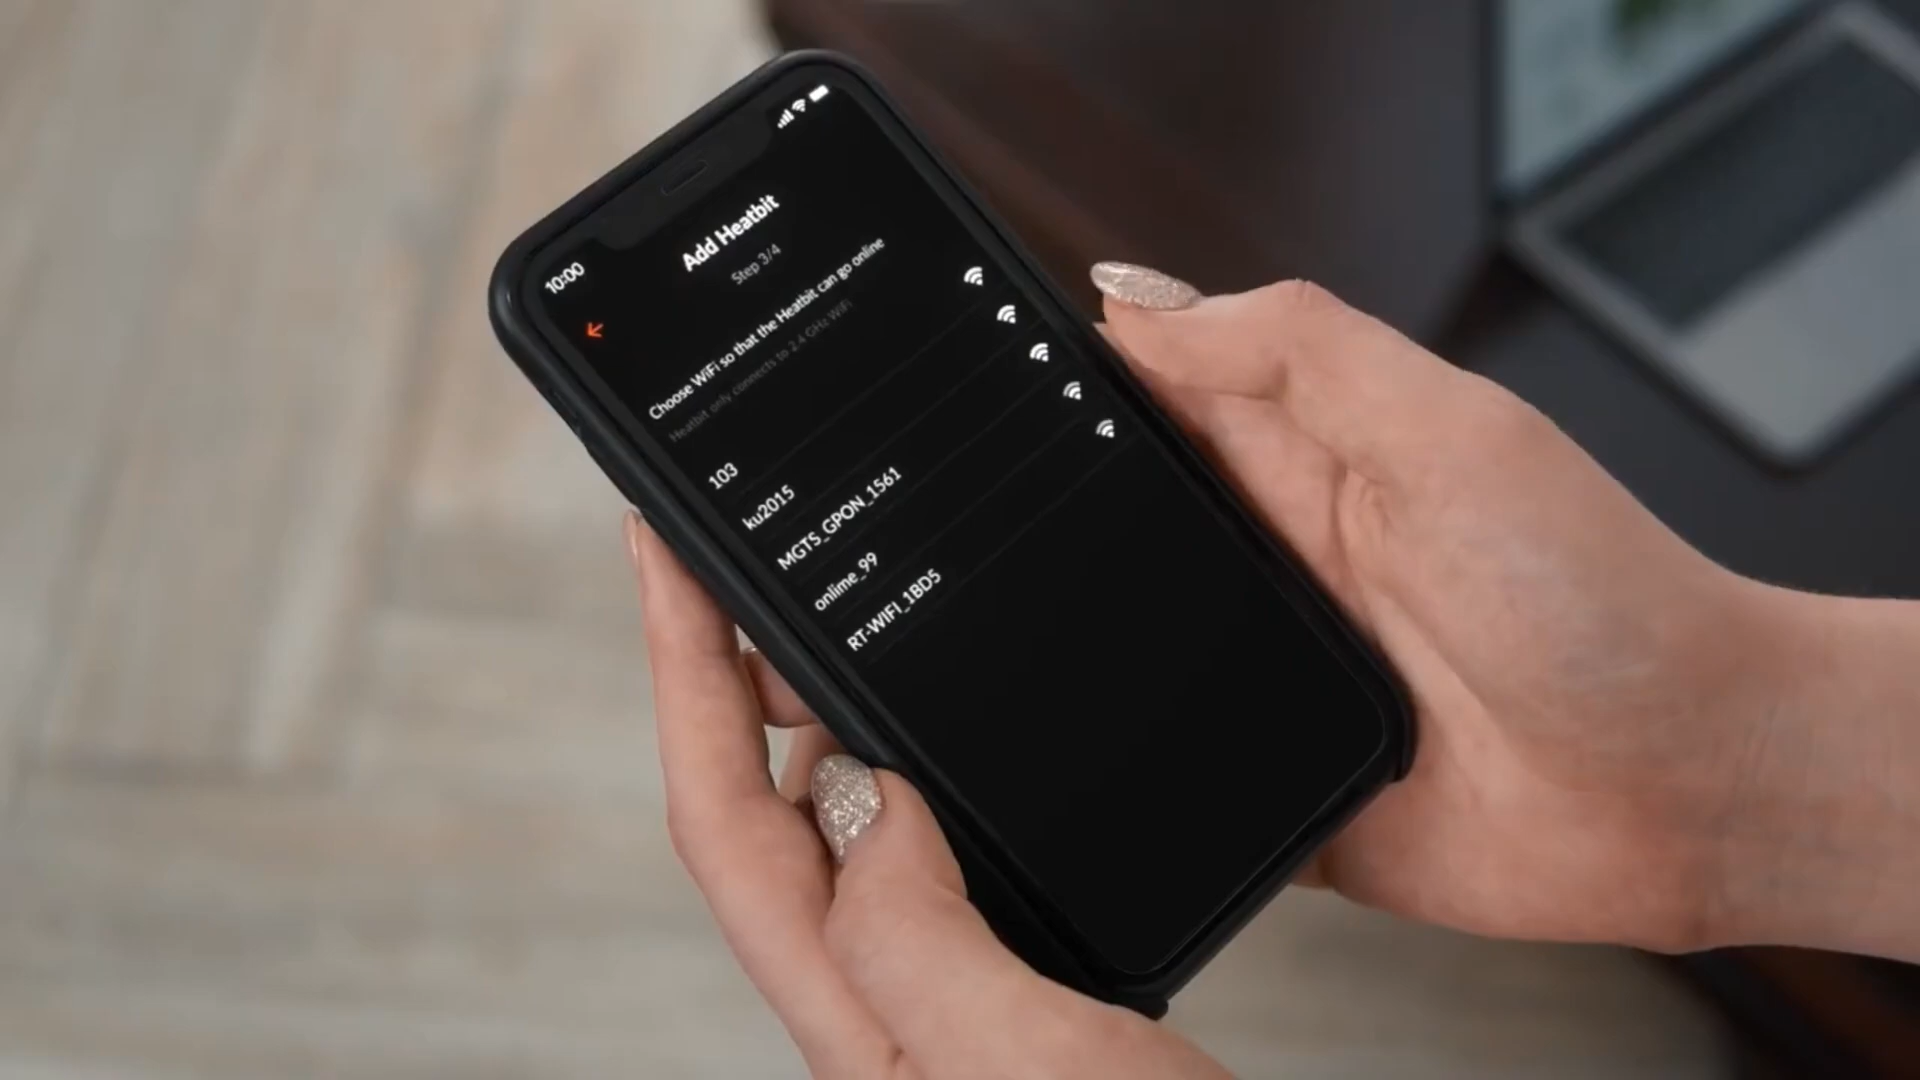 10:00
Add Heatbit
Step 3/4
Choose WiFi so that the Heatbit can go online
Heatbit only connects to 2.4 GHz WiFi
103
ku2015
MGTS_GPON_1561
onlime_99
RT-WIFI_1BD5